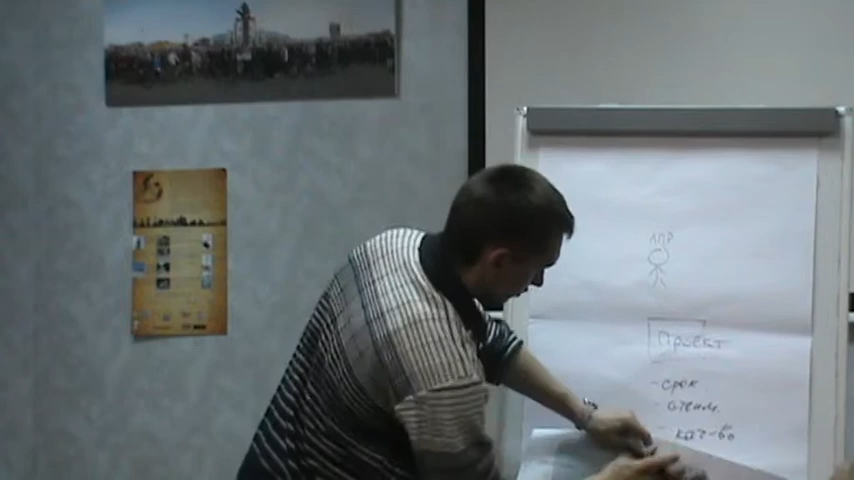 ЛПР
Проект
- срок
- стоим.
- кач-во